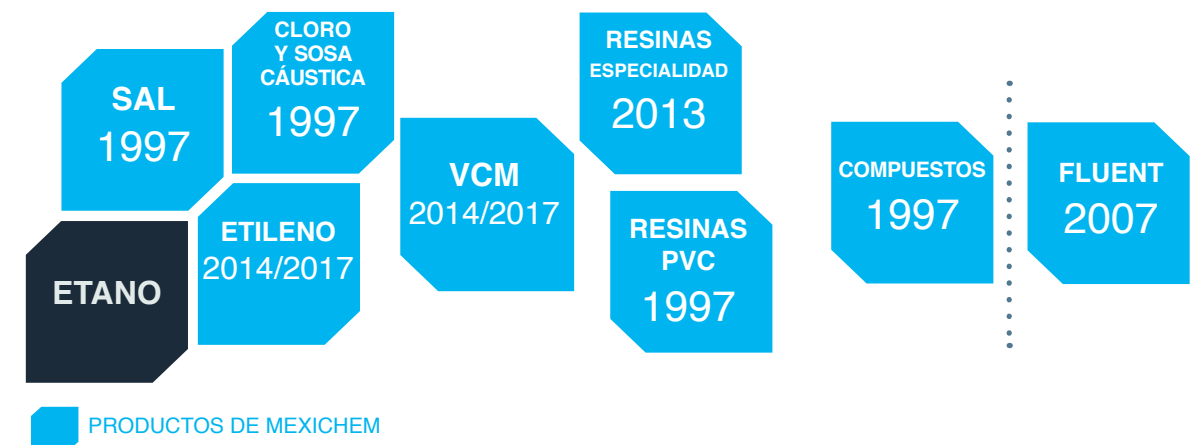 SAL
1997
CLORO
Y SOSA
CÁUSTICA
1997
ETANO
ETILENO
2014/2017
VCM
2014/2017
RESINAS
ESPECIALIDAD
2013
RESINAS
PVC
1997
COMPUESTOS
1997
FLUENT
2007
PRODUCTOS DE MEXICHEM